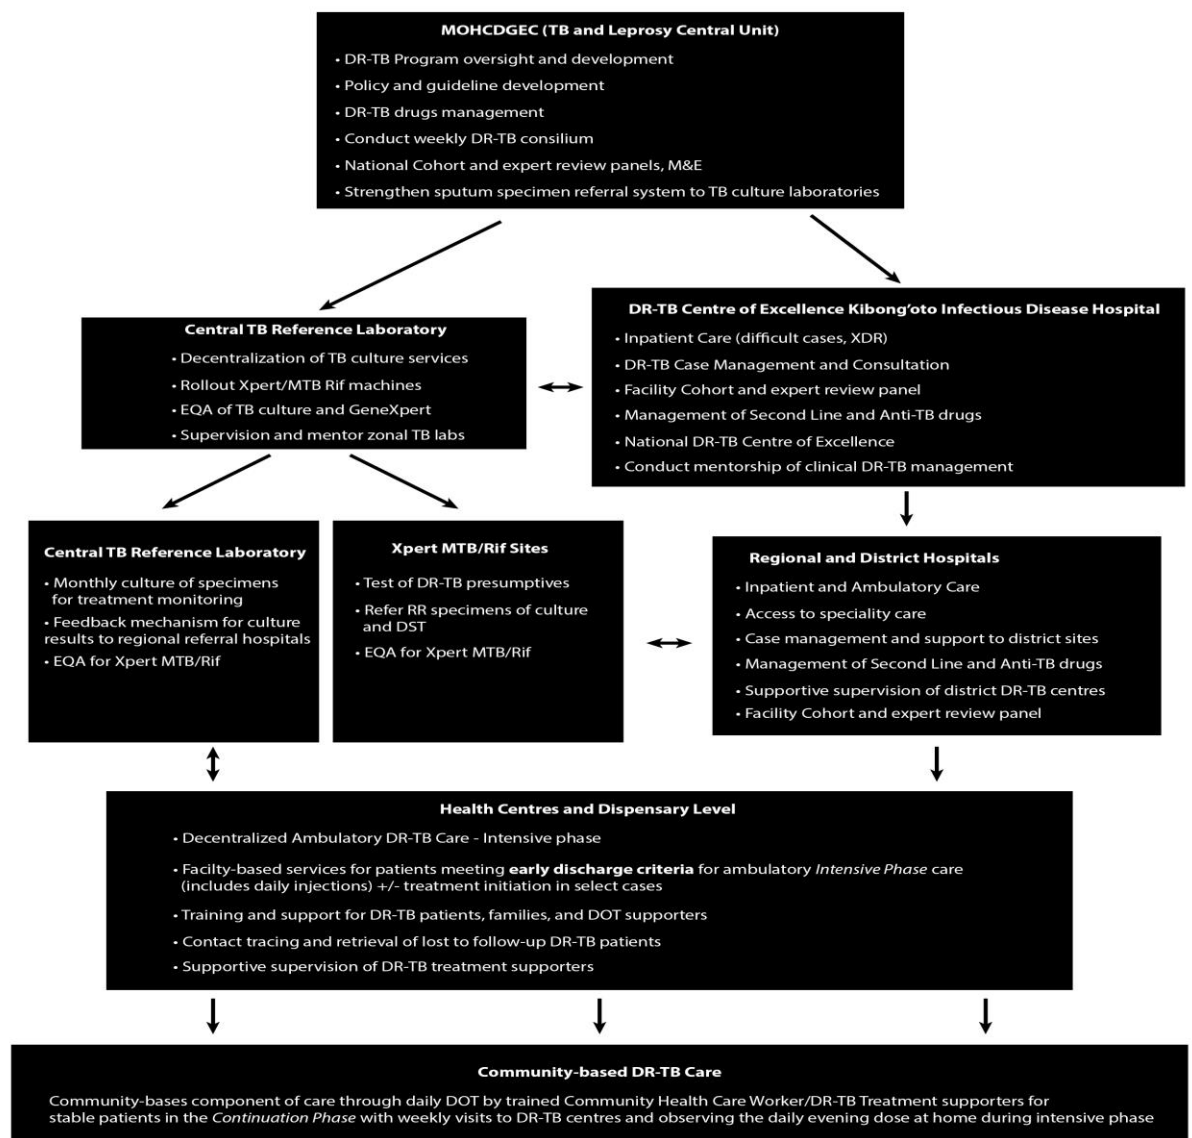 MOHCDGEC (TB and Leprosy Central Unit)
• DR-TB Program oversight and development
• Policy and guideline development
• DR-TB drugs management
• Conduct weekly DR-TB consilium
• National Cohort and expert review panels, M&E
• Strengthen sputum specimen referral system to TB culture laboratories
Central TB Reference Laboratory
• Decentralization of TB culture services
• Rollout Xpert/MTB Rif machines
• EQA of TB culture and GeneXpert
• Supervision and mentor zonal TB labs
DR-TB Centre of Excellence Kibong’oto Infectious Disease Hospital
• Inpatient Care (difficult cases, XDR)
• DR-TB Case Management and Consultation
• Facility Cohort and expert review panel
• Management of Second Line and Anti-TB drugs
• National DR-TB Centre of Excellence
• Conduct mentorship of clinical DR-TB management
Central TB Reference Laboratory
• Monthly culture of specimens
for treatment monitoring
• Feedback mechanism for culture
results to regional referral hospitals
• EQA for Xpert MTB/Rif
Xpert MTB/Rif Sites
• Test of DR-TB presumptives
• Refer RR specimens of culture
and DST
• EQA for Xpert MTB/Rif
Regional and District Hospitals
• Inpatient and Ambulatory Care
• Access to speciality care
• Case management and support to district sites
• Management of Second Line and Anti-TB drugs
• Supportive supervision of district DR-TB centres
• Facility Cohort and expert review panel
Health Centres and Dispensary Level
• Decentralized Ambulatory DR-TB Care - Intensive phase
• Facilty-based services for patients meeting early discharge criteria for ambulatory Intensive Phase care
(includes daily injections) +/- treatment initiation in select cases
• Training and support for DR-TB patients, families, and DOT supporters
• Contact tracing and retrieval of lost to follow-up DR-TB patients
• Supportive supervision of DR-TB treatment supporters
Community-based DR-TB Care
Community-bases component of care through daily DOT by trained Community Health Care Worker/DR-TB Treatment supporters for
stable patients in the Continuation Phase with weekly visits to DR-TB centres and observing the daily evening dose at home during intensive phase